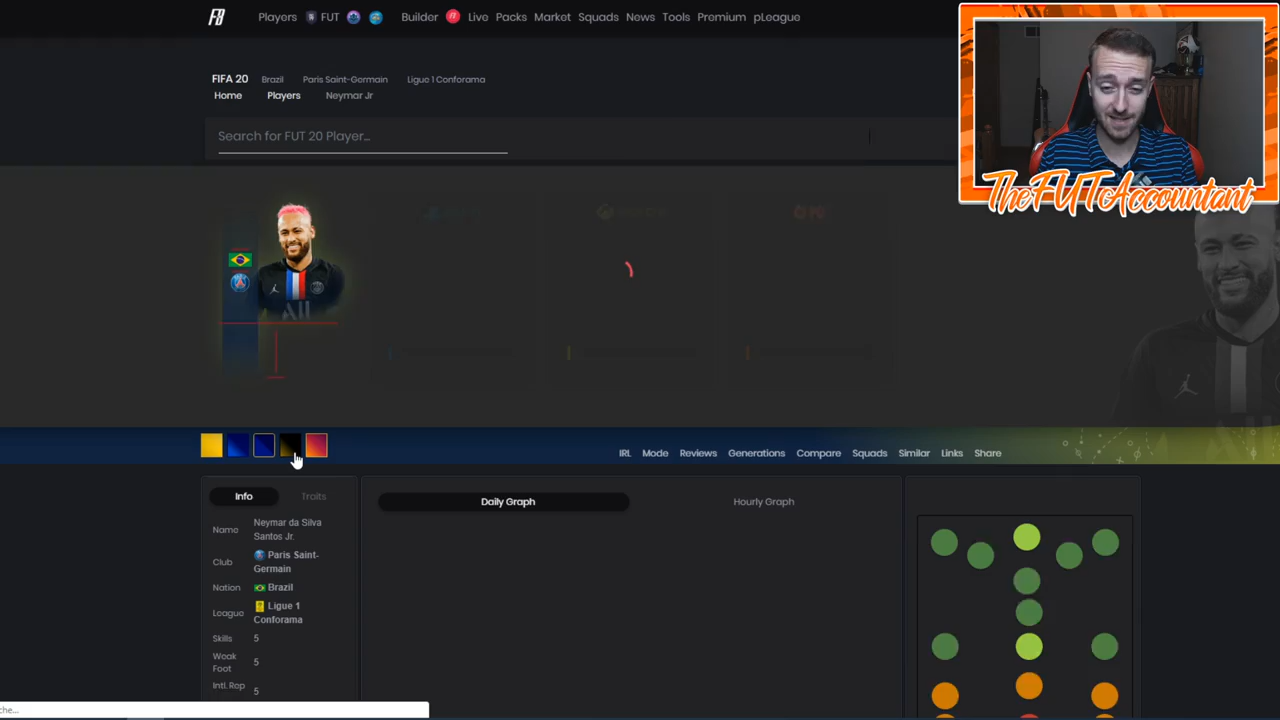 F8 Players FUT Builder Live Packs Market Squads News Tools Premium pLeague
FIFA 20 Brazil Paris Saint-Germain Ligue 1 Conforama
Home Players Neymar Jr
Search for FUT 20 Player...
TheFUTAccountant
IRL Mode Reviews Generations Compare Squads Similar Links Share
Info Traits
Daily Graph Hourly Graph
Name Neymar da Silva
Santos Jr.
Club Paris Saint-
Germain
Nation Brazil
League Ligue 1
Conforama
Skills 5
Weak
Foot 5
Intl. Rep 5
che...